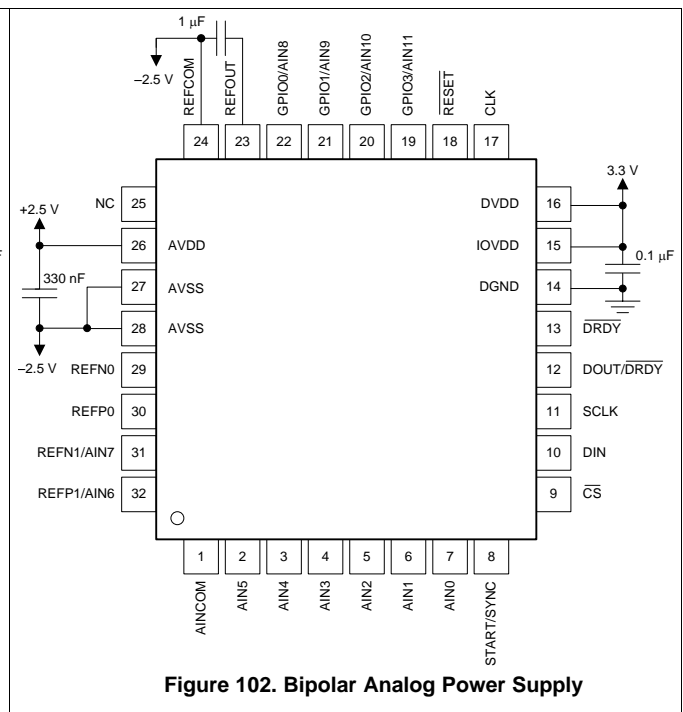 1 μF
–2.5 V
REFCOM
REFOUT
GPIO0/AIN8
GPIO1/AIN9
GPIO2/AIN10
GPIO3/AIN11
RESET
CLK
24
23
22
21
20
19
18
17
3.3 V
+2.5 V
NC
25
DVDD
16
26
AVDD
IOVDD
15
F
330 nF
27
AVSS
DGND
14
0.1 μF
28
AVSS
13
DRDY
–2.5 V
REFN0
29
12
DOUT/DRDY
REFP0
30
11
SCLK
REFN1/AIN7
31
10
DIN
REFP1/AIN6
32
9
CS
1
2
3
4
5
6
7
8
AINCOM
AIN5
AIN4
AIN3
AIN2
AIN1
AIN0
START/SYNC
Figure 102. Bipolar Analog Power Supply